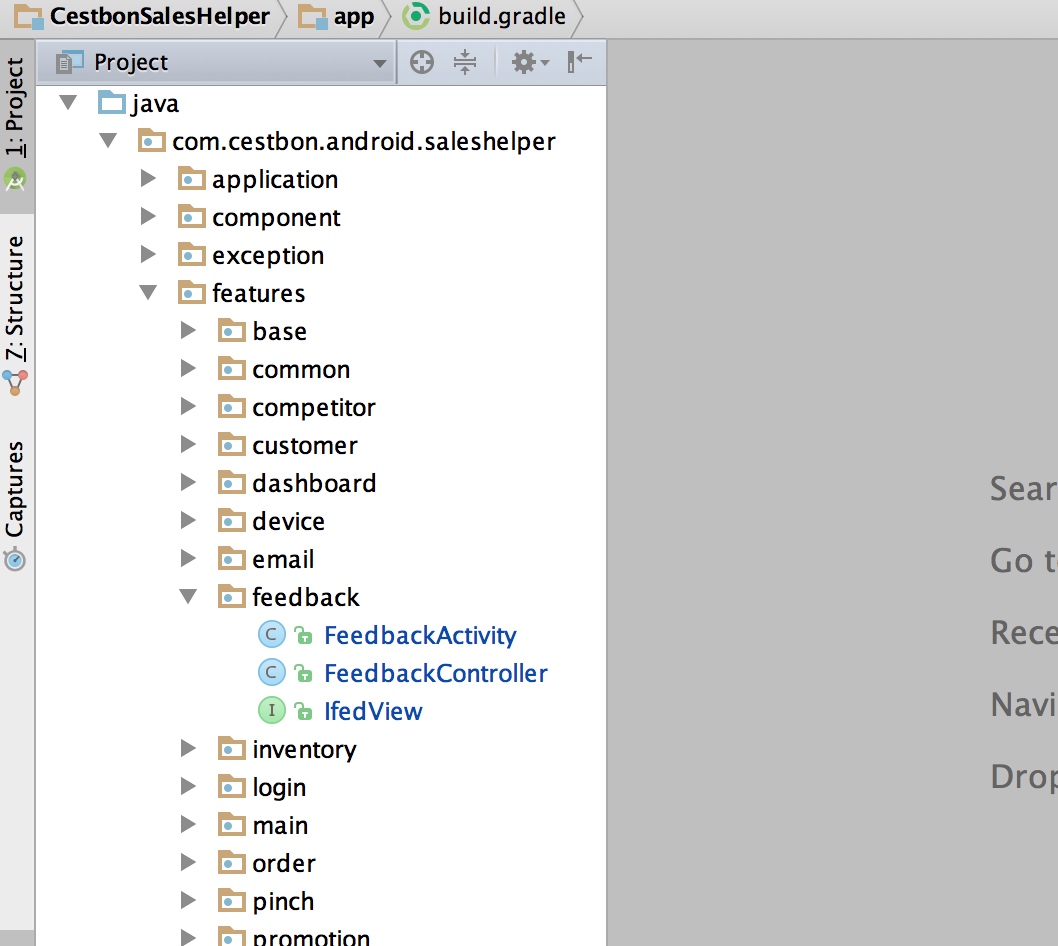 CestbonSalesHelper app build.gradle
Project
1: Project
7: Structure
Captures
java
com.cestbon.android.saleshelper
application
component
exception
features
base
common
competitor
customer
dashboard
device
email
feedback
C FeedbackActivity
C FeedbackController
I IfedView
inventory
login
main
order
pinch
promotion
Sear
Go t
Rece
Navi
Drop